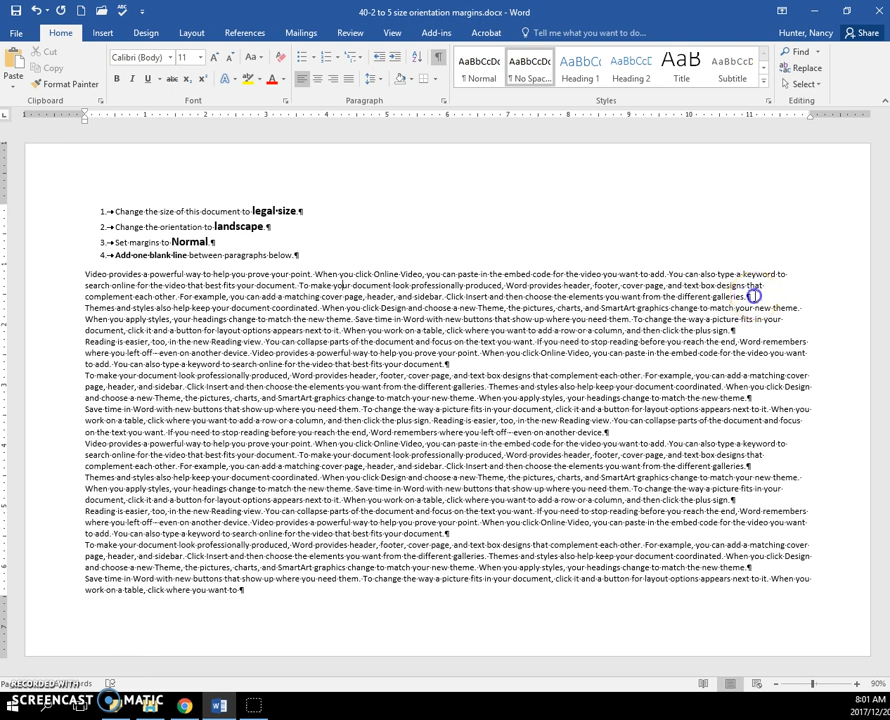 40-2 to 5 size orientation margins.docx - Word
File Home Insert Design Layout References Mailings Review View Add-ins Acrobat Tell me what you want to do... Hunter, Nancy Share
Paste Cut Copy Format Painter
Clipboard
Calibri (Body) 11
Font
Paragraph
AaBbCcDc ¶ Normal
AaBbCcDc ¶ No Spac...
AaBbCc Heading 1
AaBbCcD Heading 2
AaB Title
AaBbCcD Subtitle
Styles
Find
Replace
Select
Editing
1. Change the size of this document to legal size.¶
2. Change the orientation to landscape.¶
3. Set margins to Normal.¶
4. Add one blank line between paragraphs below.¶
Video provides a powerful way to help you prove your point. When you click Online Video, you can paste in the embed code for the video you want to add. You can also type a keyword to
search online for the video that best fits your document. To make your document look professionally produced, Word provides header, footer, cover page, and text box designs that
complement each other. For example, you can add a matching cover page, header, and sidebar. Click Insert and then choose the elements you want from the different galleries.¶
Themes and styles also help keep your document coordinated. When you click Design and choose a new Theme, the pictures, charts, and SmartArt graphics change to match your new theme.
When you apply styles, your headings change to match the new theme. Save time in Word with new buttons that show up where you need them. To change the way a picture fits in your
document, click it and a button for layout options appears next to it. When you work on a table, click where you want to add a row or a column, and then click the plus sign.¶
Reading is easier, too, in the new Reading view. You can collapse parts of the document and focus on the text you want. If you need to stop reading before you reach the end, Word remembers
where you left off - even on another device. Video provides a powerful way to help you prove your point. When you click Online Video, you can paste in the embed code for the video you want
to add. You can also type a keyword to search online for the video that best fits your document.¶
To make your document look professionally produced, Word provides header, footer, cover page, and text box designs that complement each other. For example, you can add a matching cover
page, header, and sidebar. Click Insert and then choose the elements you want from the different galleries. Themes and styles also help keep your document coordinated. When you click Design
and choose a new Theme, the pictures, charts, and SmartArt graphics change to match your new theme. When you apply styles, your headings change to match the new theme.¶
Save time in Word with new buttons that show up where you need them. To change the way a picture fits in your document, click it and a button for layout options appears next to it. When you
work on a table, click where you want to add a row or a column, and then click the plus sign. Reading is easier, too, in the new Reading view. You can collapse parts of the document and focus
on the text you want. If you need to stop reading before you reach the end, Word remembers where you left off - even on another device.¶
Video provides a powerful way to help you prove your point. When you click Online Video, you can paste in the embed code for the video you want to add. You can also type a keyword to
search online for the video that best fits your document. To make your document look professionally produced, Word provides header, footer, cover page, and text box designs that
complement each other. For example, you can add a matching cover page, header, and sidebar. Click Insert and then choose the elements you want from the different galleries.¶
Themes and styles also help keep your document coordinated. When you click Design and choose a new Theme, the pictures, charts, and SmartArt graphics change to match your new theme.
When you apply styles, your headings change to match the new theme. Save time in Word with new buttons that show up where you need them. To change the way a picture fits in your
document, click it and a button for layout options appears next to it. When you work on a table, click where you want to add a row or a column, and then click the plus sign.¶
Reading is easier, too, in the new Reading view. You can collapse parts of the document and focus on the text you want. If you need to stop reading before you reach the end, Word remembers
where you left off - even on another device. Video provides a powerful way to help you prove your point. When you click Online Video, you can paste in the embed code for the video you want
to add. You can also type a keyword to search online for the video that best fits your document.¶
To make your document look professionally produced, Word provides header, footer, cover page, and text box designs that complement each other. For example, you can add a matching cover
page, header, and sidebar. Click Insert and then choose the elements you want from the different galleries. Themes and styles also help keep your document coordinated. When you click Design
and choose a new Theme, the pictures, charts, and SmartArt graphics change to match your new theme. When you apply styles, your headings change to match the new theme.¶
Save time in Word with new buttons that show up where you need them. To change the way a picture fits in your document, click it and a button for layout options appears next to it. When you
work on a table, click where you want to ¶
90%
RECORDED WITH
SCREENCAST MATIC
8:01 AM
2017/12/20